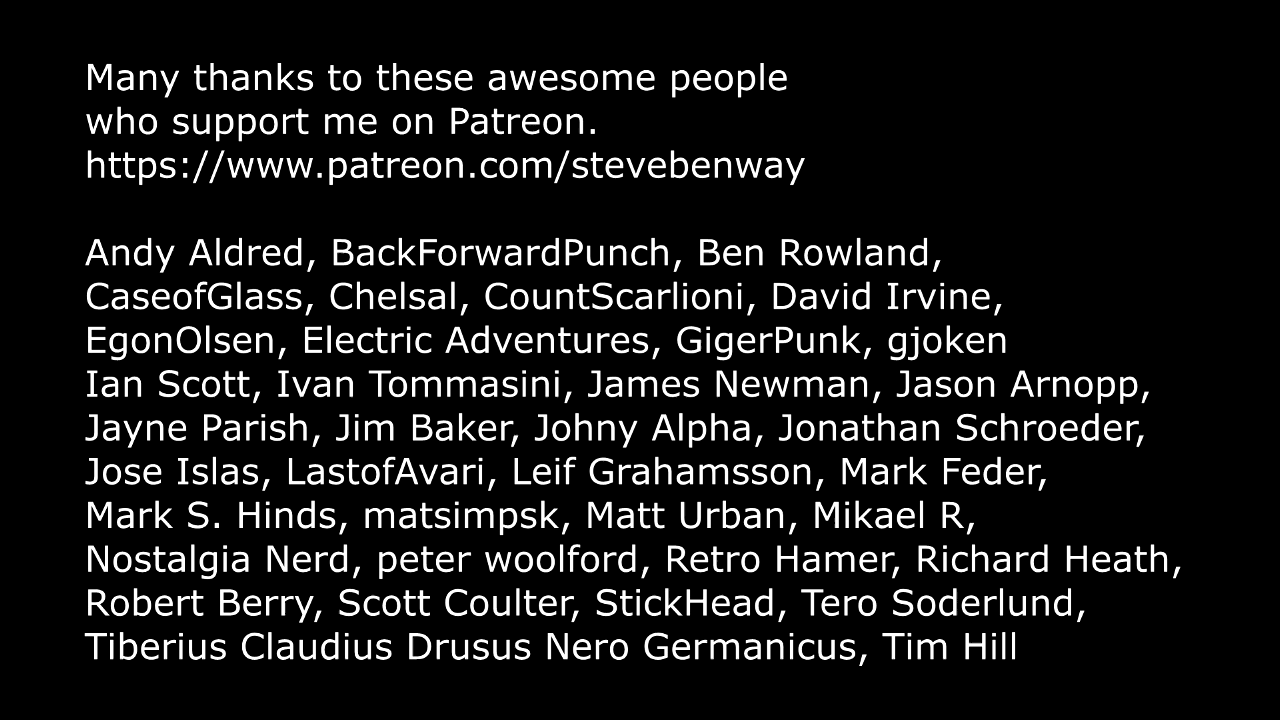 Many thanks to these awesome people
who support me on Patreon.
https://www.patreon.com/stevebenway
Andy Aldred, BackForwardPunch, Ben Rowland,
CaseofGlass, Chelsal, CountScarlioni, David Irvine,
EgonOlsen, Electric Adventures, GigerPunk, gjoken
Ian Scott, Ivan Tommasini, James Newman, Jason Arnopp,
Jayne Parish, Jim Baker, Johny Alpha, Jonathan Schroeder,
Jose Islas, LastofAvari, Leif Grahamsson, Mark Feder,
Mark S. Hinds, matsimpsk, Matt Urban, Mikael R,
Nostalgia Nerd, peter woolford, Retro Hamer, Richard Heath,
Robert Berry, Scott Coulter, StickHead, Tero Soderlund,
Tiberius Claudius Drusus Nero Germanicus, Tim Hill